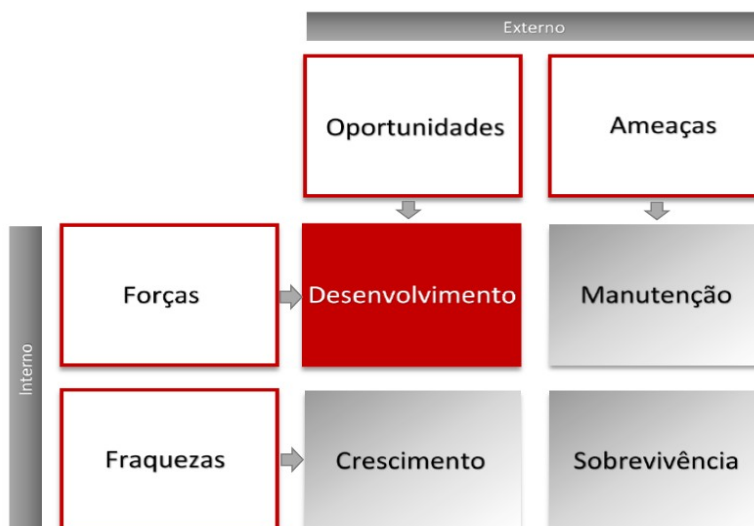 Externo
Oportunidades
Ameaças
Interno
Forças
Desenvolvimento
Manutenção
Fraquezas
Crescimento
Sobrevivência